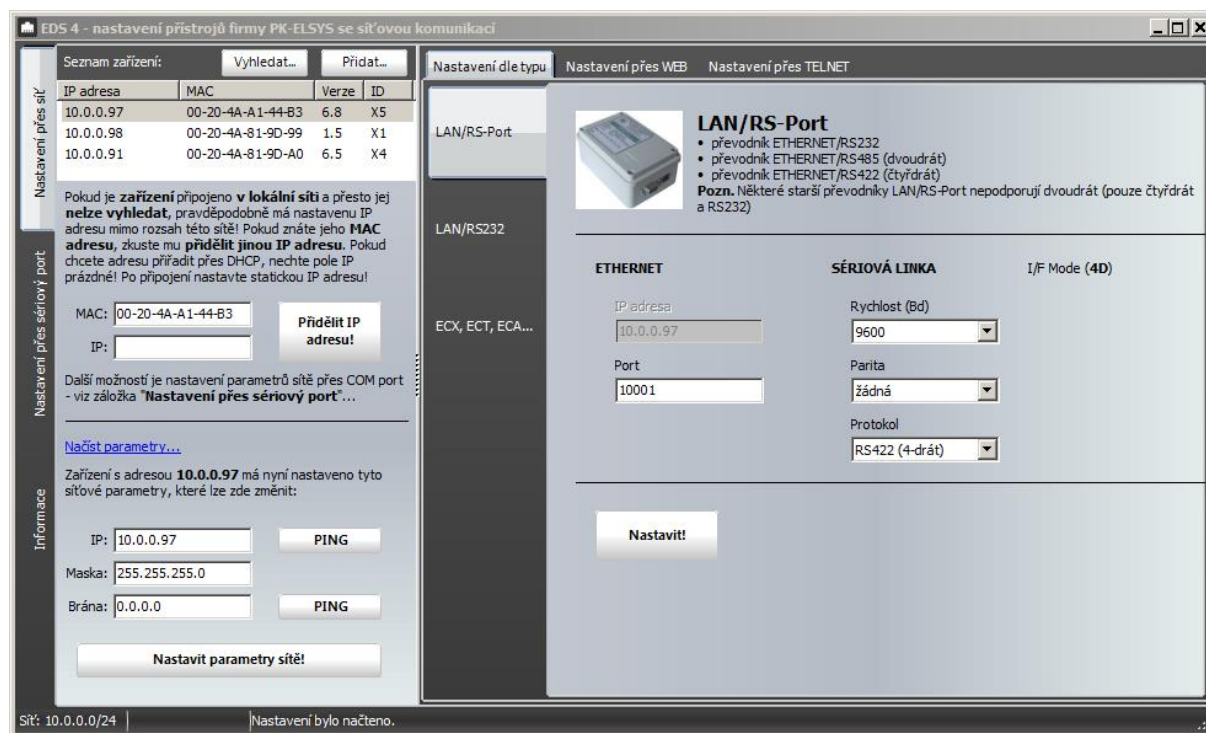 EDS 4 - nastavení přístrojů firmy PK-ELSYS se síťovou komunikací
Nastavení přes síť
Nastavení přes sériový port
Informace
Seznam zařízení:
Vyhledat...
Přidat...
IP adresa MAC Verze ID
10.0.0.97 00-20-4A-A1-44-B3 6.8 X5
10.0.0.98 00-20-4A-81-9D-99 1.5 X1
10.0.0.91 00-20-4A-81-9D-A0 6.5 X4
Pokud je zařízení připojeno v lokální síti a přesto jej
nelze vyhledat, pravděpodobně má nastavenu IP
adresu mimo rozsah této sítě! Pokud znáte jeho MAC
adresu, zkuste mu přidělit jinou IP adresu. Pokud
chcete adresu přiřadit přes DHCP, nechte pole IP
prázdné! Po připojení nastavte statickou IP adresu!
MAC: 00-20-4A-A1-44-B3
IP:
Přidělit IP
adresu!
Další možností je nastavení parametrů sítě přes COM port
- viz záložka "Nastavení přes sériový port"...
Načíst parametry...
Zařízení s adresou 10.0.0.97 má nyní nastaveno tyto
síťové parametry, které lze zde změnit:
IP: 10.0.0.97 PING
Maska: 255.255.255.0
Brána: 0.0.0.0 PING
Nastavit parametry sítě!
Nastavení dle typu
Nastavení přes WEB
Nastavení přes TELNET
LAN/RS-Port
LAN/RS232
ECX, ECT, ECA...
LAN/RS-Port
• převodník ETHERNET/RS232
• převodník ETHERNET/RS485 (dvoudrát)
• převodník ETHERNET/RS422 (čtyřdrát)
Pozn. Některé starší převodníky LAN/RS-Port nepodporují dvoudrát (pouze čtyřdrát
a RS232)
ETHERNET
IP adresa
10.0.0.97
Port
10001
SÉRIOVÁ LINKA
Rychlost (Bd)
9600
Parita
žádná
Protokol
RS422 (4-drát)
I/F Mode (4D)
Nastavit!
Síť: 10.0.0.0/24
Nastavení bylo načteno.